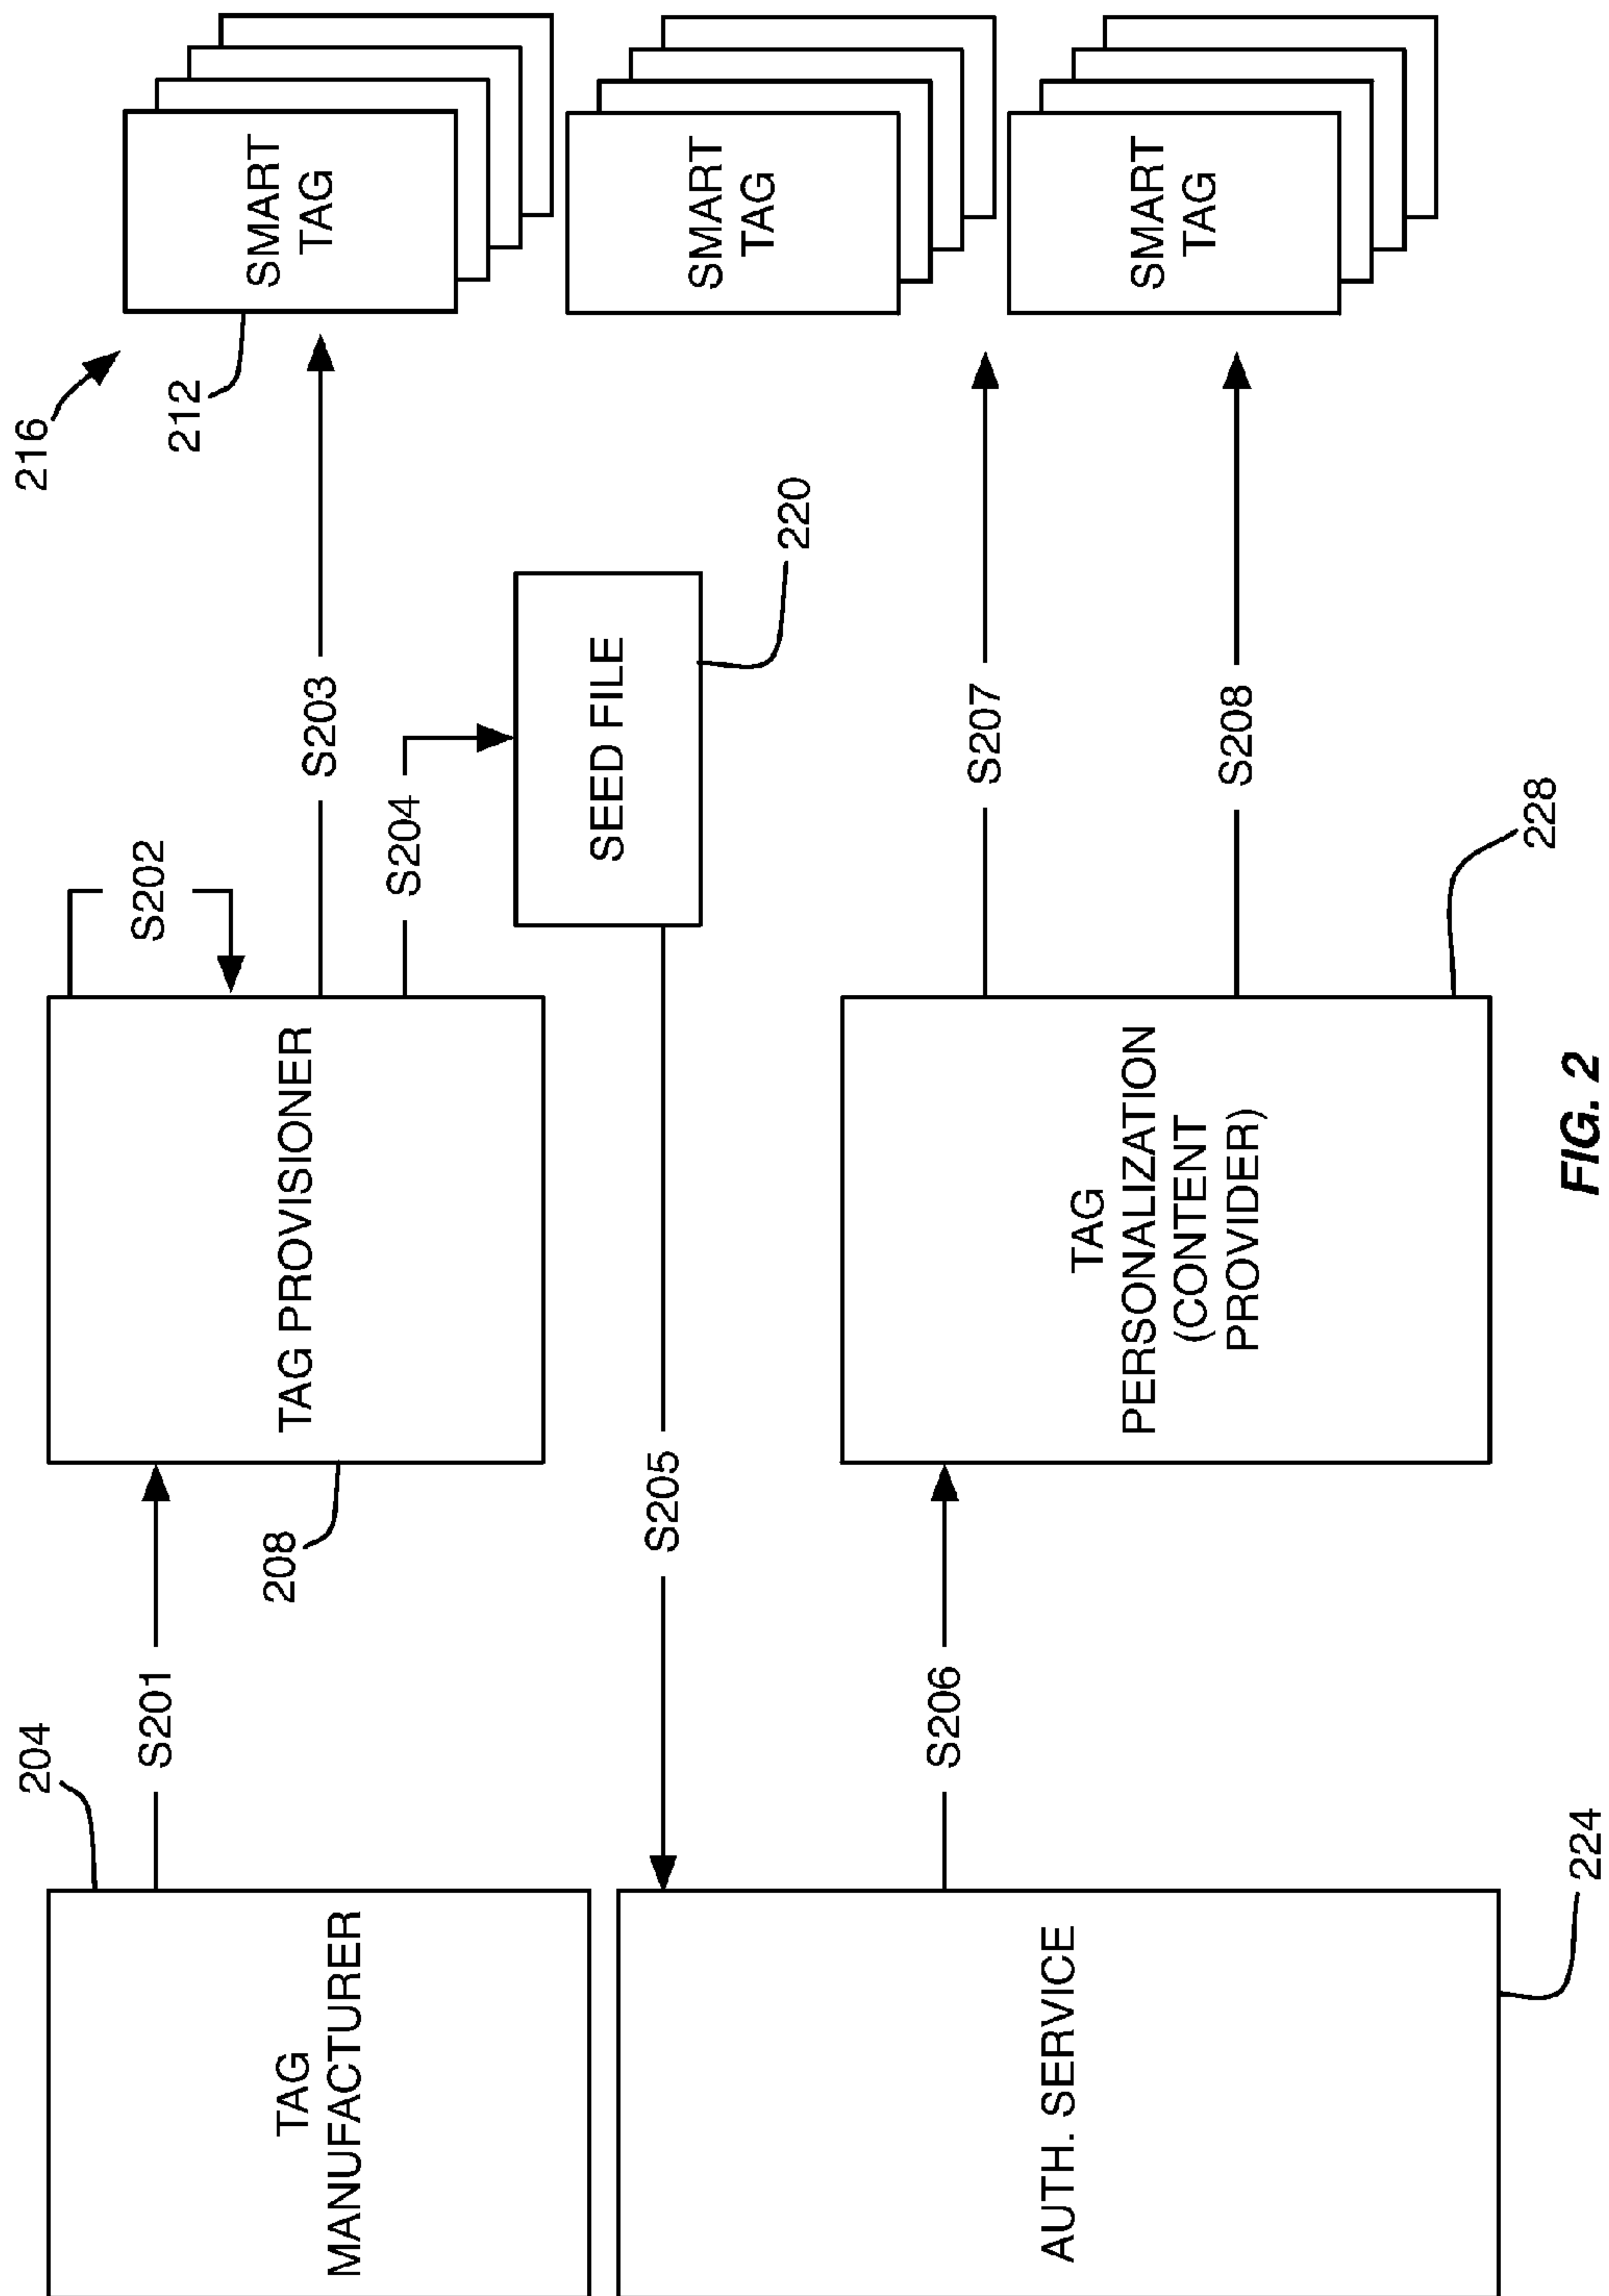 204
TAG
MANUFACTURER
S201
208
TAG PROVISIONER
S202
S203
S204
216
212
SMART
TAG
SEED FILE
220
SMART
TAG
S205
AUTH. SERVICE
224
S206
TAG
PERSONALIZATION
(CONTENT
PROVIDER)
228
S207
S208
SMART
TAG
FIG. 2